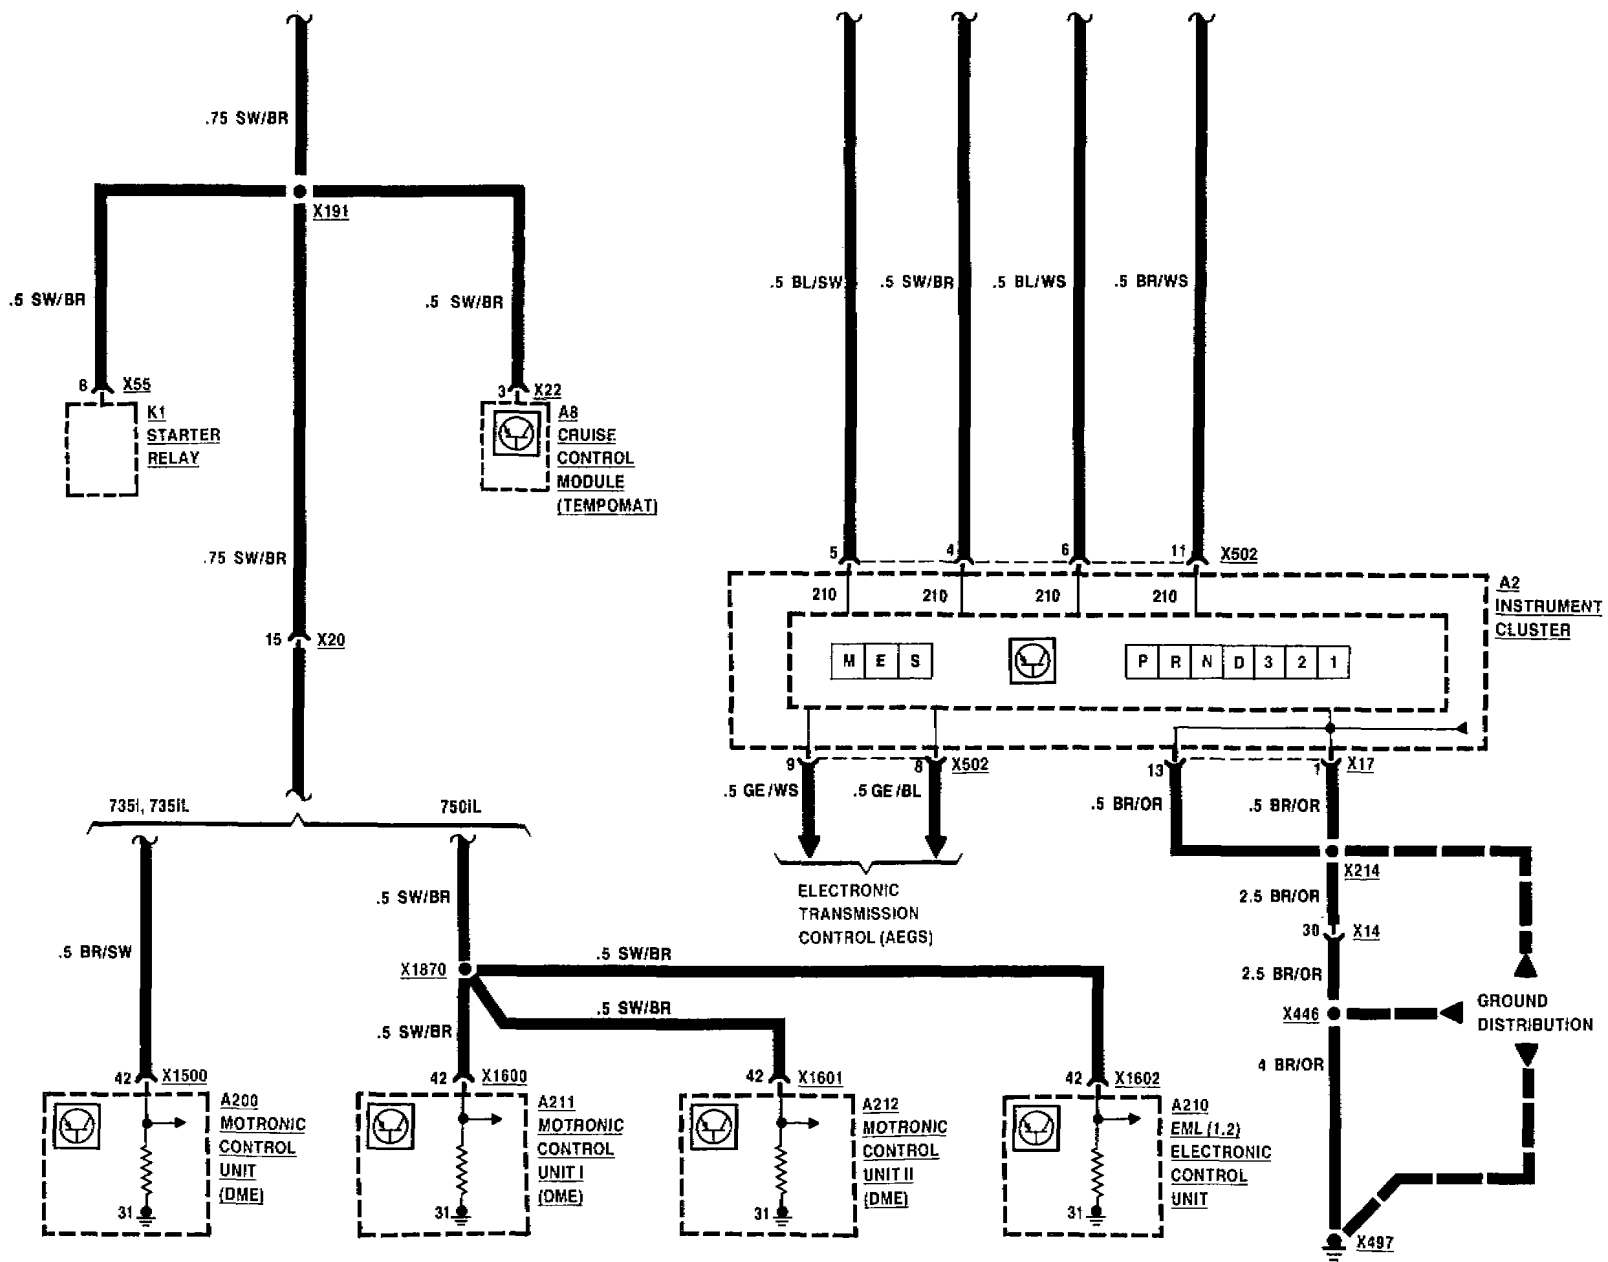 .75 SW/BR
X191
.5 SW/BR
.5 SW/BR
6 X55
K1
STARTER
RELAY
3 X22
A8
CRUISE
CONTROL
MODULE
(TEMPOMAT)
.75 SW/BR
15 X20
.5 BL/SW
.5 SW/BR
.5 BL/WS
.5 BR/WS
5
4
6
11
X502
A2
INSTRUMENT
CLUSTER
210
210
210
210
M E S
P R N D 3 2 1
9
8
X502
13
1
X17
.5 GE/WS
.5 GE/BL
.5 BR/OR
.5 BR/OR
ELECTRONIC
TRANSMISSION
CONTROL (AEGS)
X214
2.5 BR/OR
30 X14
2.5 BR/OR
X446
GROUND
DISTRIBUTION
4 BR/OR
X497
735i, 735iL
750iL
.5 SW/BR
.5 BR/SW
X1870
.5 SW/BR
.5 SW/BR
.5 SW/BR
42 X1500
A200
MOTRONIC
CONTROL
UNIT
(DME)
31
42 X1600
A211
MOTRONIC
CONTROL
UNIT I
(DME)
31
42 X1601
A212
MOTRONIC
CONTROL
UNIT II
(DME)
31
42 X1602
A210
EML (1.2)
ELECTRONIC
CONTROL
UNIT
31